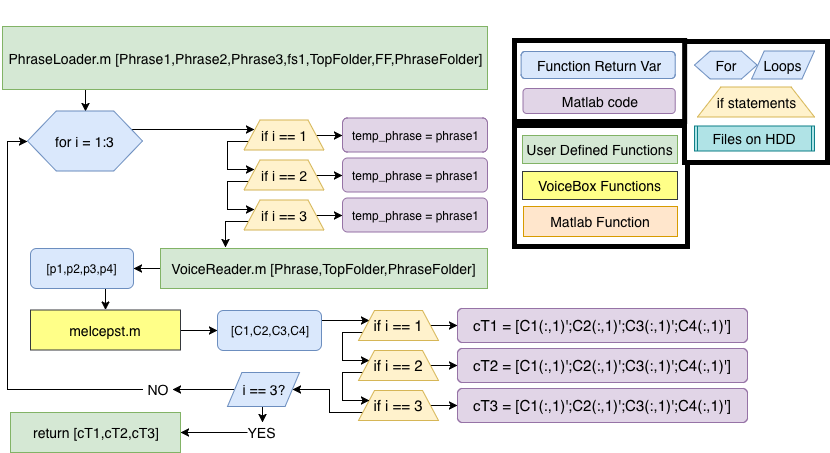 PhraseLoader.m [Phrase1,Phrase2,Phrase3,fs1,TopFolder,FF,PhraseFolder]
for i = 1:3
if i == 1
temp_phrase = phrase1
if i == 2
temp_phrase = phrase1
if i == 3
temp_phrase = phrase1
VoiceReader.m [Phrase,TopFolder,PhraseFolder]
[p1,p2,p3,p4]
melcepst.m
[C1,C2,C3,C4]
if i == 1
cT1 = [C1(:,1)';C2(:,1)';C3(:,1)';C4(:,1)']
if i == 2
cT2 = [C1(:,1)';C2(:,1)';C3(:,1)';C4(:,1)']
if i == 3
cT3 = [C1(:,1)';C2(:,1)';C3(:,1)';C4(:,1)']
i == 3?
NO
YES
return [cT1,cT2,cT3]
Function Return Var
Matlab code
User Defined Functions
VoiceBox Functions
Matlab Function
For
Loops
if statements
Files on HDD